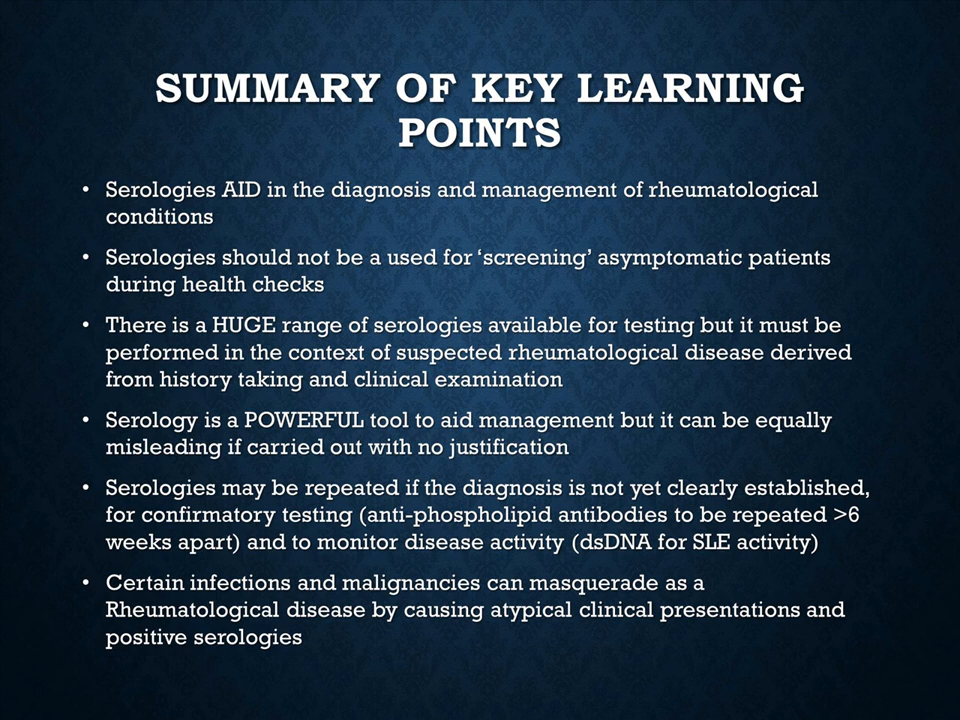 SUMMARY OF KEY LEARNING
POINTS
• Serologies AID in the diagnosis and management of rheumatological
conditions
• Serologies should not be a used for ‘screening’ asymptomatic patients
during health checks
• There is a HUGE range of serologies available for testing but it must be
performed in the context of suspected rheumatological disease derived
from history taking and clinical examination
• Serology is a POWERFUL tool to aid management but it can be equally
misleading if carried out with no justification
• Serologies may be repeated if the diagnosis is not yet clearly established,
for confirmatory testing (anti-phospholipid antibodies to be repeated >6
weeks apart) and to monitor disease activity (dsDNA for SLE activity)
• Certain infections and malignancies can masquerade as a
Rheumatological disease by causing atypical clinical presentations and
positive serologies